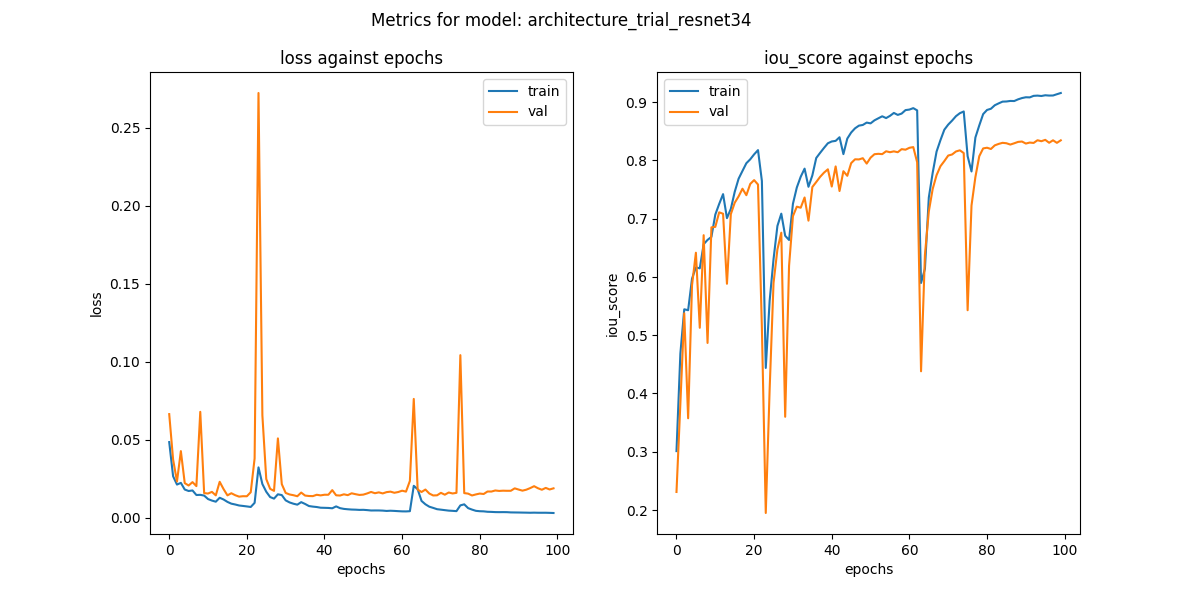 Metrics for model: architecture_trial_resnet34
loss against epochs
train
val
0.25
0.20
0.15
0.10
0.05
0.00
loss
0 20 40 60 80 100
epochs
iou_score against epochs
train
val
0.9
0.8
0.7
0.6
0.5
0.4
0.3
0.2
iou_score
0 20 40 60 80 100
epochs